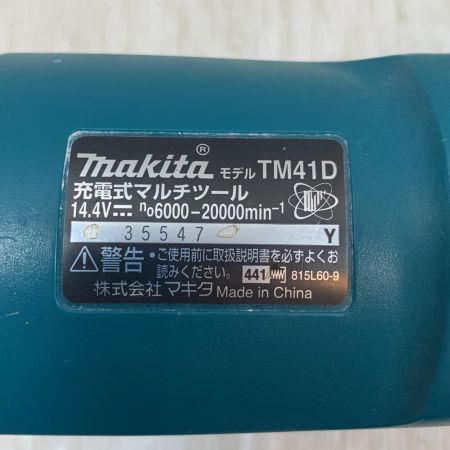 makita® モデル TM41D
充電式マルチツール
14.4V⎓ n₀6000-20000min⁻¹
35547 Y
⚠警告・ご使用前に取扱説明書を必ずよく
お読みください。 441 815L60-9
株式会社 マキタ Made in China